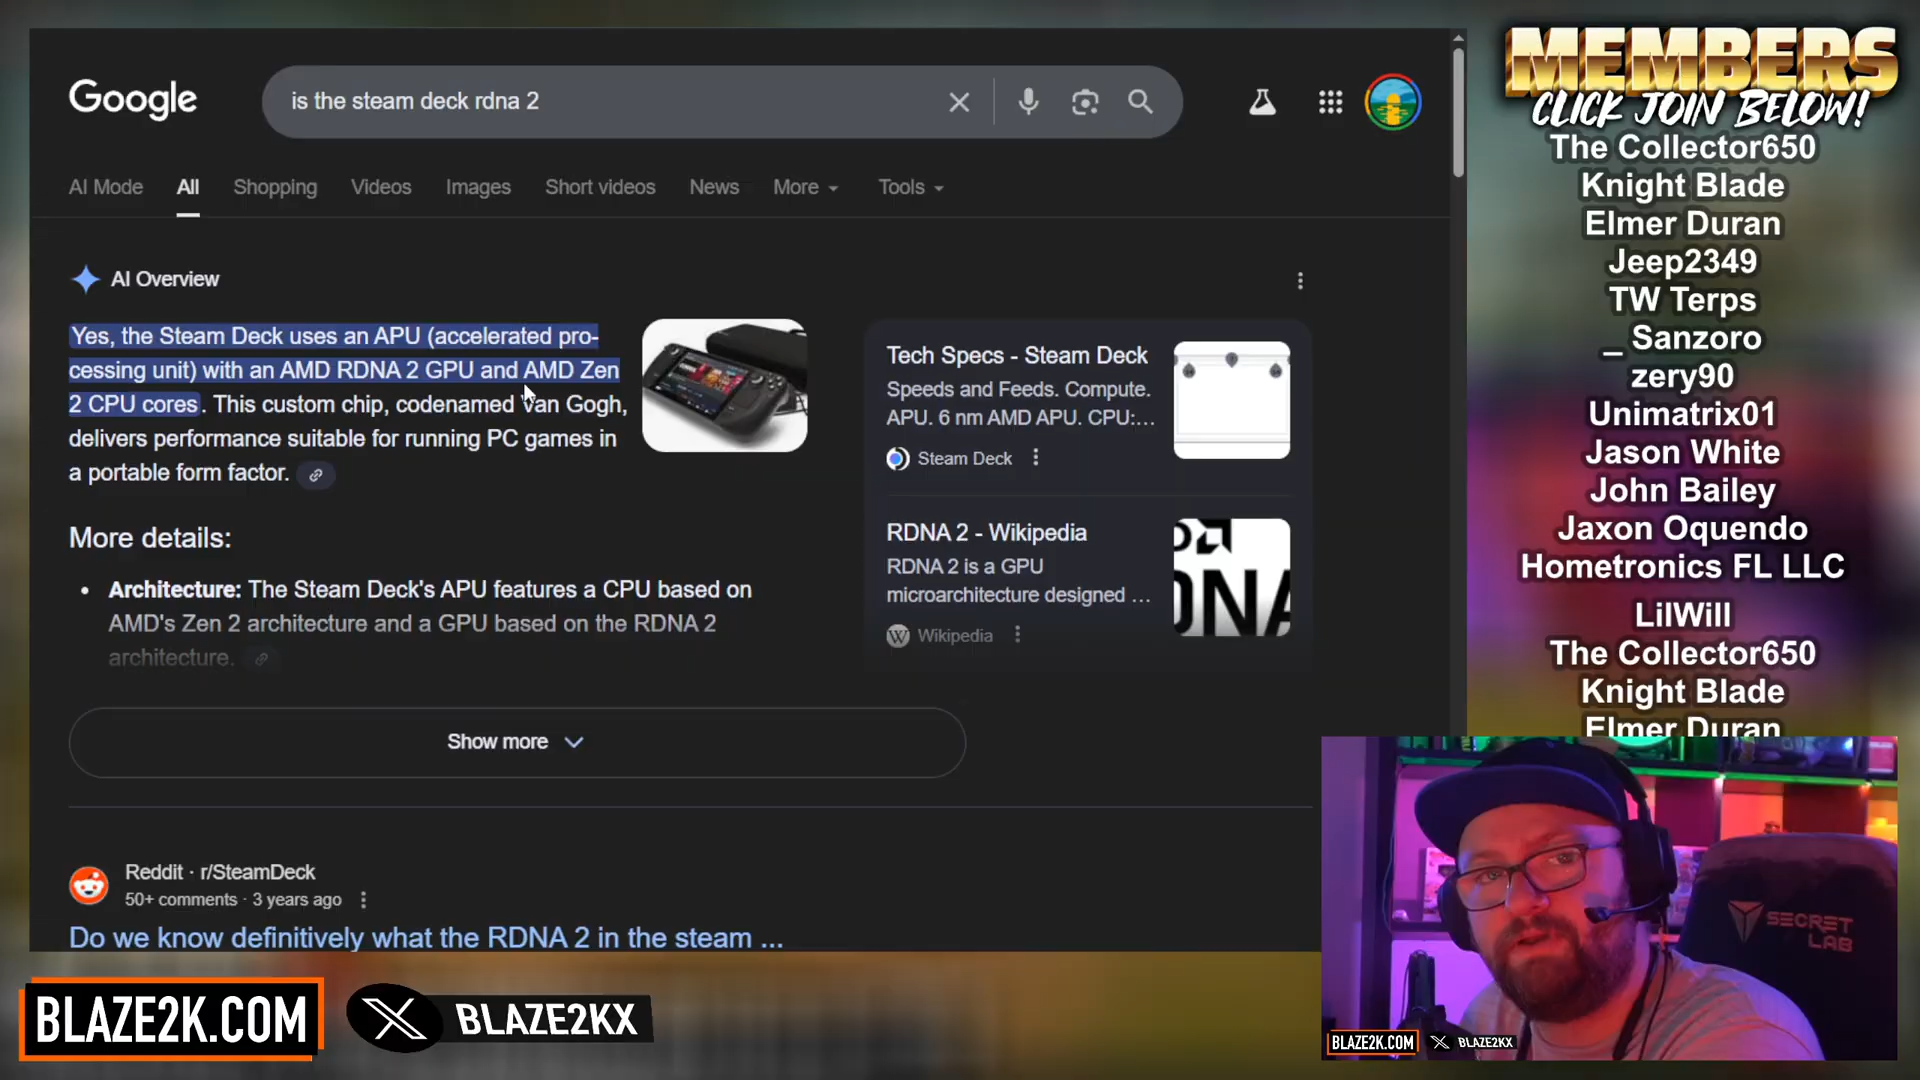 Google
is the steam deck rdna 2
AI Mode
All
Shopping
Videos
Images
Short videos
News
More
Tools
AI Overview
Yes, the Steam Deck uses an APU (accelerated pro-
cessing unit) with an AMD RDNA 2 GPU and AMD Zen
2 CPU cores. This custom chip, codenamed Van Gogh,
delivers performance suitable for running PC games in
a portable form factor.
More details:
• Architecture: The Steam Deck's APU features a CPU based on
AMD's Zen 2 architecture and a GPU based on the RDNA 2
architecture.
Show more
Tech Specs - Steam Deck
Speeds and Feeds. Compute.
APU. 6 nm AMD APU. CPU:...
Steam Deck
RDNA 2 - Wikipedia
RDNA 2 is a GPU
microarchitecture designed ...
W Wikipedia
Reddit · r/SteamDeck
50+ comments · 3 years ago
Do we know definitively what the RDNA 2 in the steam ...
MEMBERS
CLICK JOIN BELOW!
The Collector650
Knight Blade
Elmer Duran
Jeep2349
TW Terps
_ Sanzoro
zery90
Unimatrix01
Jason White
John Bailey
Jaxon Oquendo
Hometronics FL LLC
LilWill
The Collector650
Knight Blade
Elmer Duran
SECRET
LAB
BLAZE2K.COM
BLAZE2KX
BLAZE2K.COM
BLAZE2KX